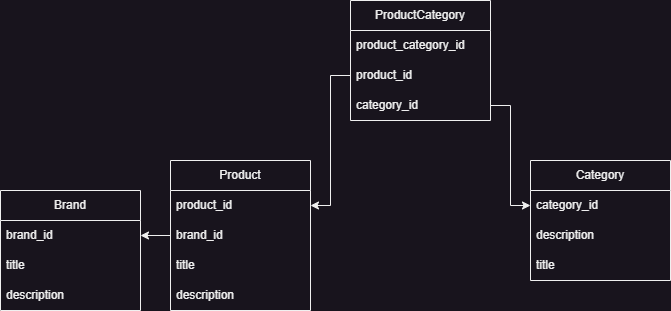 ProductCategory
product_category_id
product_id
category_id
Product
product_id
brand_id
title
description
Brand
brand_id
title
description
Category
category_id
description
title